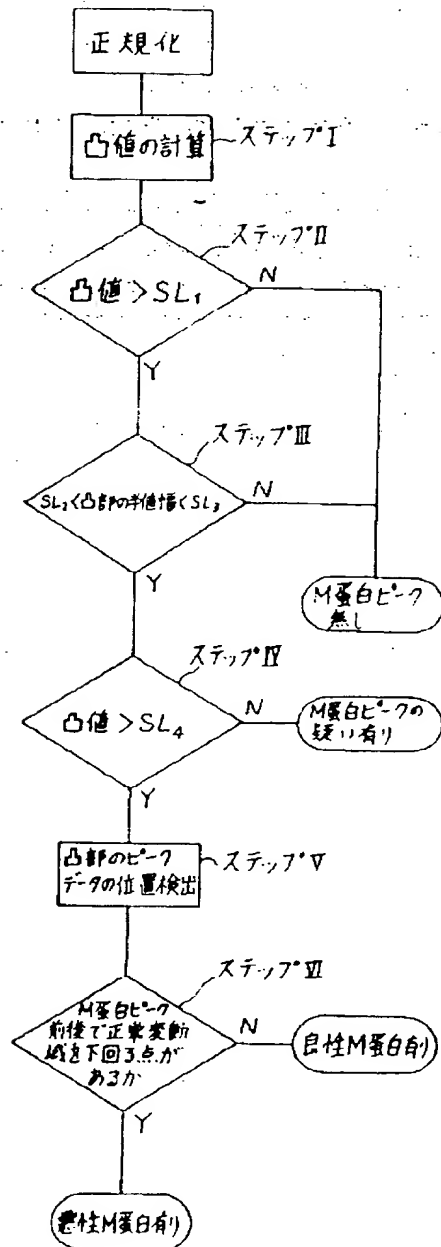 正規化
凸値の計算
ステップⅠ
ステップⅡ
凸値>SL₁
N
Y
ステップⅢ
SL₂<凸部の半値幅<SL₃
N
Y
M蛋白ピーク
無し
ステップⅣ
凸値>SL₄
N
M蛋白ピークの
疑い有り
Y
凸部のピーク
データの位置検出
ステップⅤ
ステップⅥ
M蛋白ピーク
前後で正常変動
域を下回る点が
あるか
N
良性M蛋白有り
Y
悪性M蛋白有り